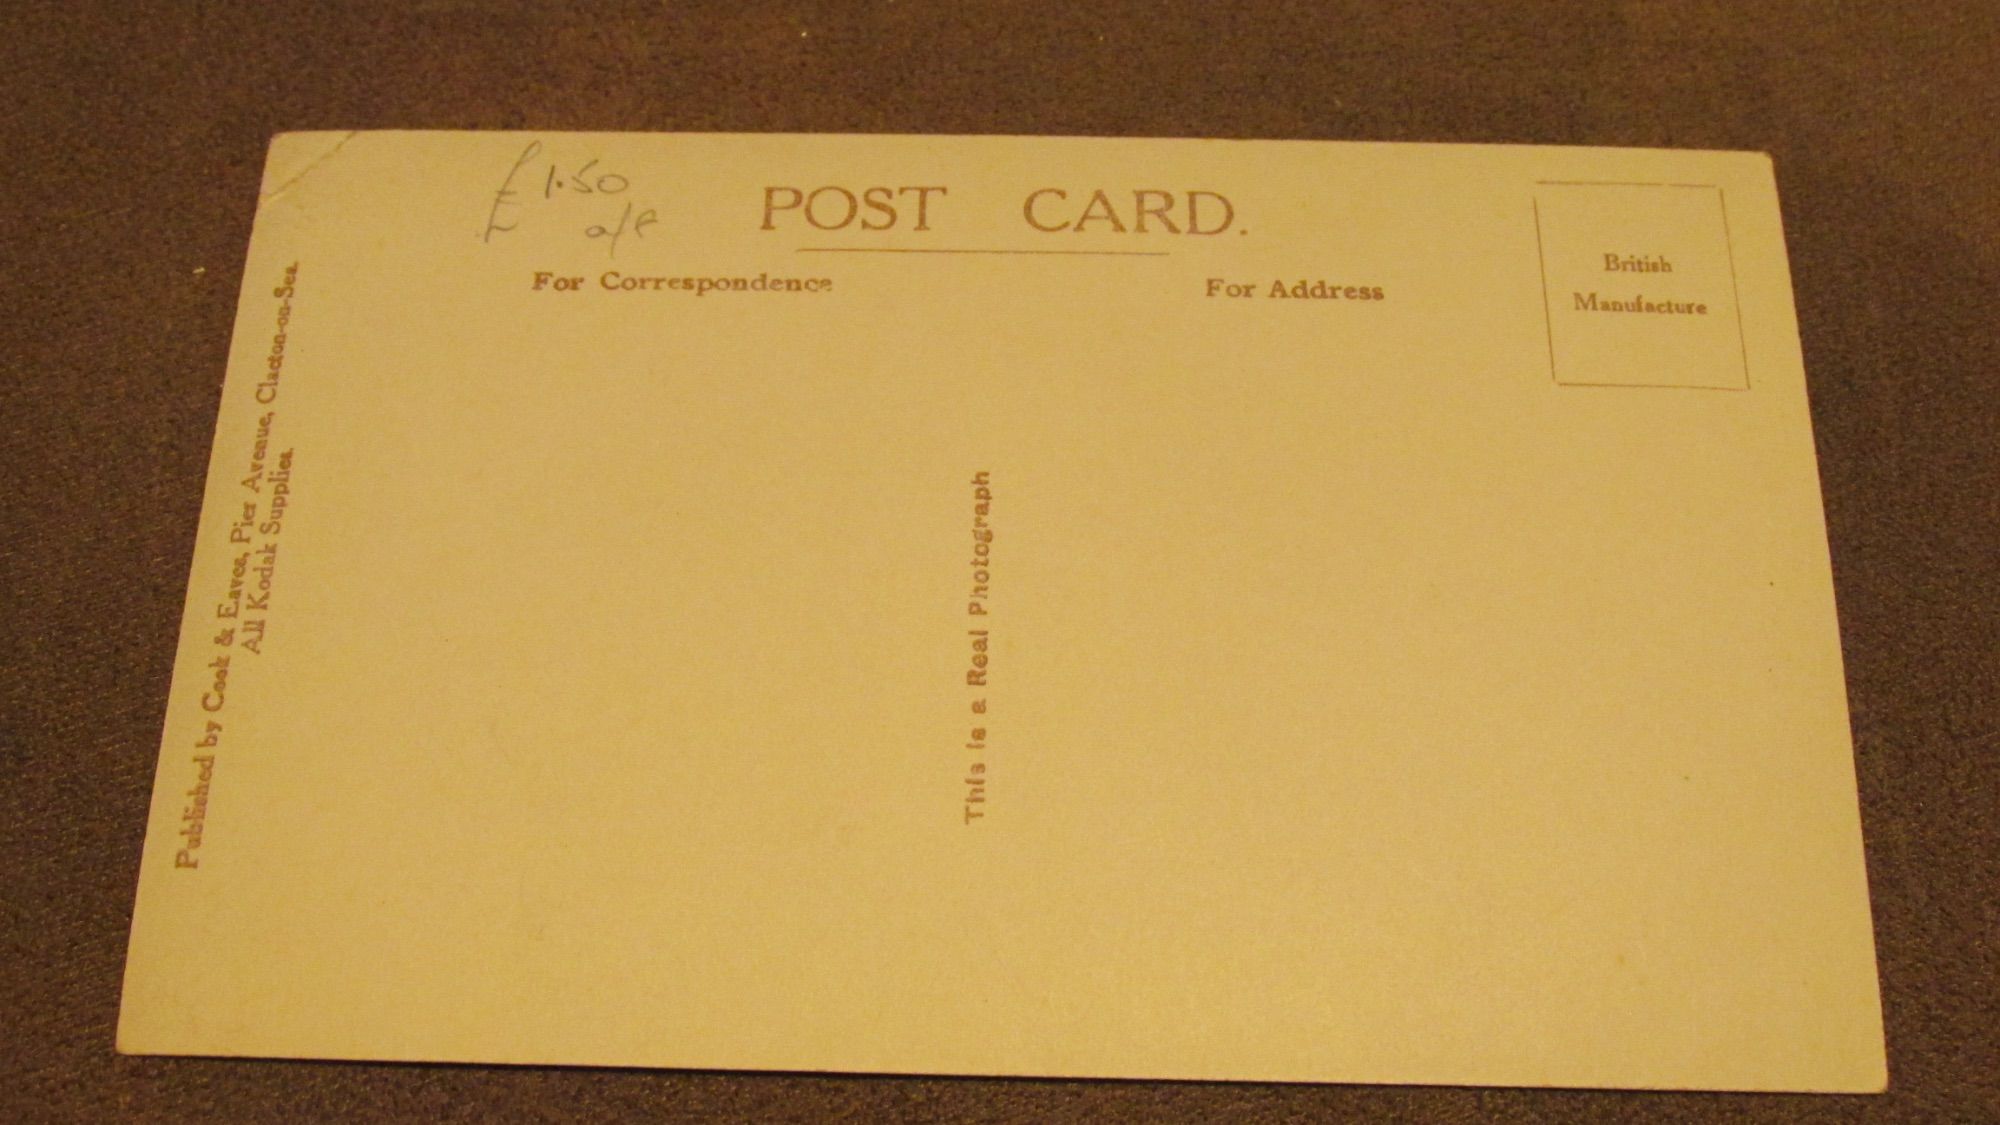 £1.50
POST CARD.
For Correspondence
For Address
British
Manufacture
Published by Cook & Eaves, Pier Avenue, Clacton-on-Sea.
All Kodak Supplies.
This is a Real Photograph